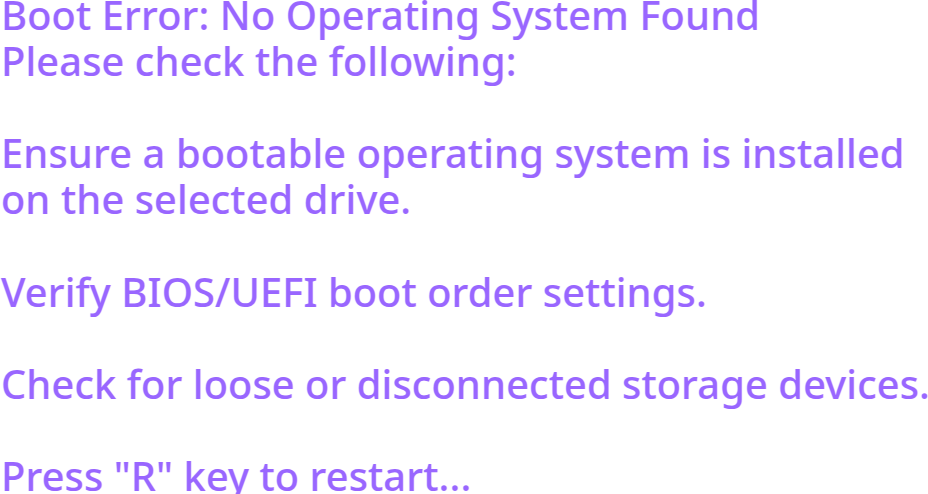 Boot Error: No Operating System Found
Please check the following:
Ensure a bootable operating system is installed
on the selected drive.
Verify BIOS/UEFI boot order settings.
Check for loose or disconnected storage devices.
Press "R" key to restart...